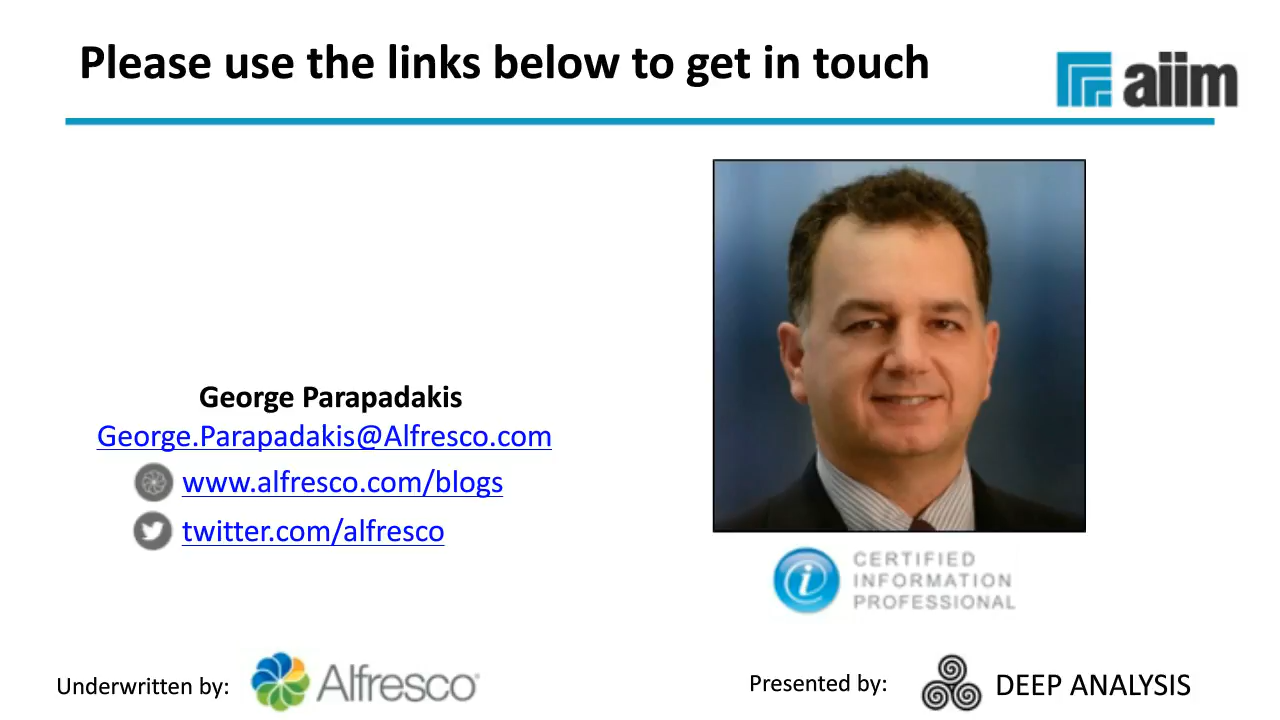 Please use the links below to get in touch
aiim
George Parapadakis
George.Parapadakis@Alfresco.com
www.alfresco.com/blogs
twitter.com/alfresco
i
CERTIFIED
INFORMATION
PROFESSIONAL
Underwritten by:
Alfresco
Presented by:
DEEP ANALYSIS